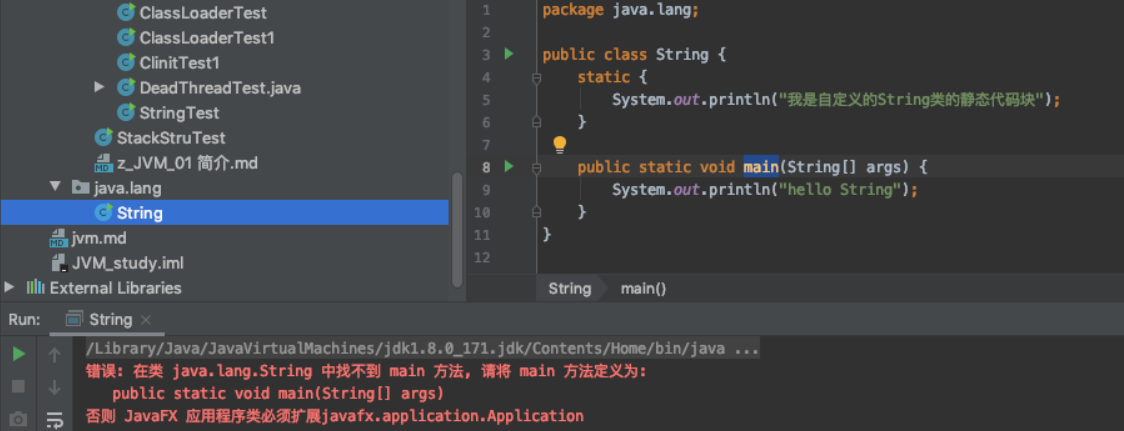 ClassLoaderTest
ClassLoaderTest1
ClinitTest1
DeadThreadTest.java
StringTest
StackStruTest
MD z_JVM_01 简介.md
java.lang
String
MD jvm.md
JVM_study.iml
External Libraries
1 package java.lang;
2
3 public class String {
4 static {
5 System.out.println("我是自定义的String类的静态代码块");
6 }
7
8 public static void main(String[] args) {
9 System.out.println("hello String");
10 }
11 }
12
String main()
Run: String
/Library/Java/JavaVirtualMachines/jdk1.8.0_171.jdk/Contents/Home/bin/java ...
错误: 在类 java.lang.String 中找不到 main 方法, 请将 main 方法定义为:
public static void main(String[] args)
否则 JavaFX 应用程序类必须扩展javafx.application.Application